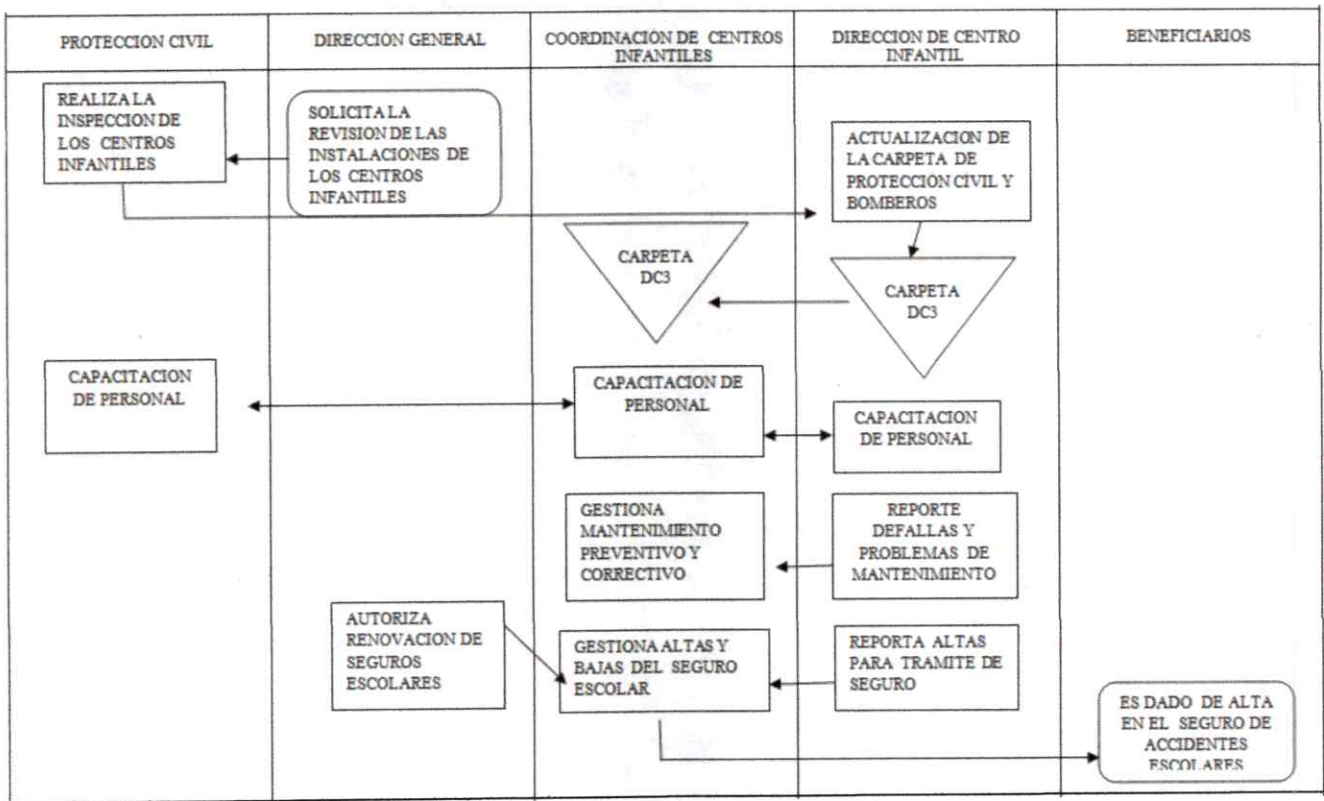 PROTECCION CIVIL
DIRECCION GENERAL
COORDINACIÓN DE CENTROS
INFANTILES
DIRECCION DE CENTRO
INFANTIL
BENEFICIARIOS
REALIZA LA
INSPECCION DE
LOS CENTROS
INFANTILES
SOLICITA LA
REVISION DE LAS
INSTALACIONES DE
LOS CENTROS
INFANTILES
ACTUALIZACION DE
LA CARPETA DE
PROTECCIÓN CÍVIL Y
BOMBEROS
CARPETA
DC3
CARPETA
DC3
CAPACITACION
DE PERSONAL
CAPACITACION DE
PERSONAL
CAPACITACION
DE PERSONAL
GESTIONA
MANTENIMIENTO
PREVENTIVO Y
CORRECTIVO
REPORTE
DEFALLAS Y
PROBLEMAS DE
MANTENIMIENTO
AUTORIZA
RENOVACION DE
SEGUROS
ESCOLARES
GESTIONA ALTAS Y
BAJAS DEL SEGURO
ESCOLAR
REPORTA ALTAS
PARA TRAMITE DE
SEGURO
ES DADO DE ALTA
EN EL SEGURO DE
ACCIDENTES
ESCOLARES